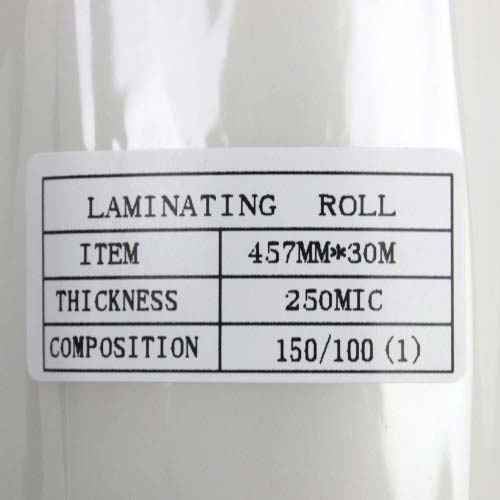 LAMINATING ROLL
ITEM 457MM*30M
THICKNESS 250MIC
COMPOSITION 150/100 (1)